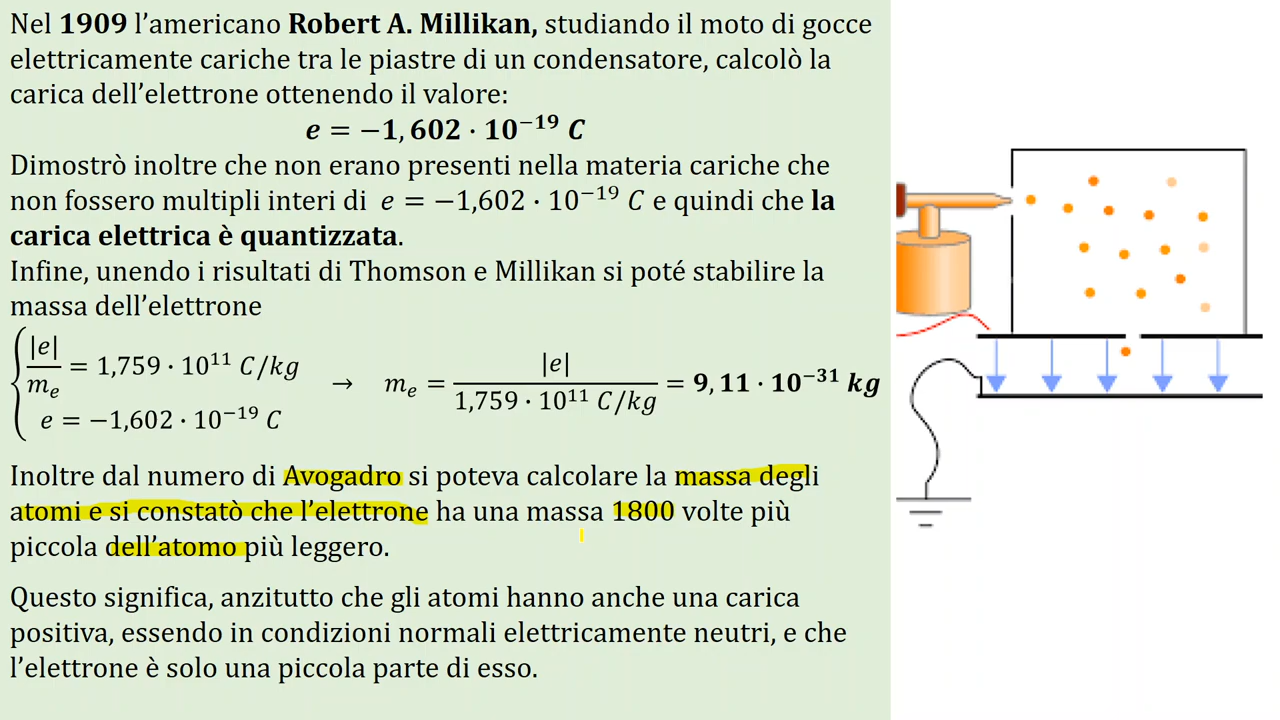 Nel 1909 l’americano Robert A. Millikan, studiando il moto di gocce
elettricamente cariche tra le piastre di un condensatore, calcolò la
carica dell’elettrone ottenendo il valore:
e = −1,602 · 10⁻¹⁹ C
Dimostrò inoltre che non erano presenti nella materia cariche che
non fossero multipli interi di e = −1,602 · 10⁻¹⁹ C e quindi che la
carica elettrica è quantizzata.
Infine, unendo i risultati di Thomson e Millikan si poté stabilire la
massa dell’elettrone
{ |e|/mₑ = 1,759 · 10¹¹ C/kg → mₑ = |e| / (1,759 · 10¹¹ C/kg) = 9,11 · 10⁻³¹ kg
e = −1,602 · 10⁻¹⁹ C
Inoltre dal numero di Avogadro si poteva calcolare la massa degli
atomi e si constatò che l’elettrone ha una massa 1800 volte più
piccola dell’atomo più leggero.
Questo significa, anzitutto che gli atomi hanno anche una carica
positiva, essendo in condizioni normali elettricamente neutri, e che
l’elettrone è solo una piccola parte di esso.